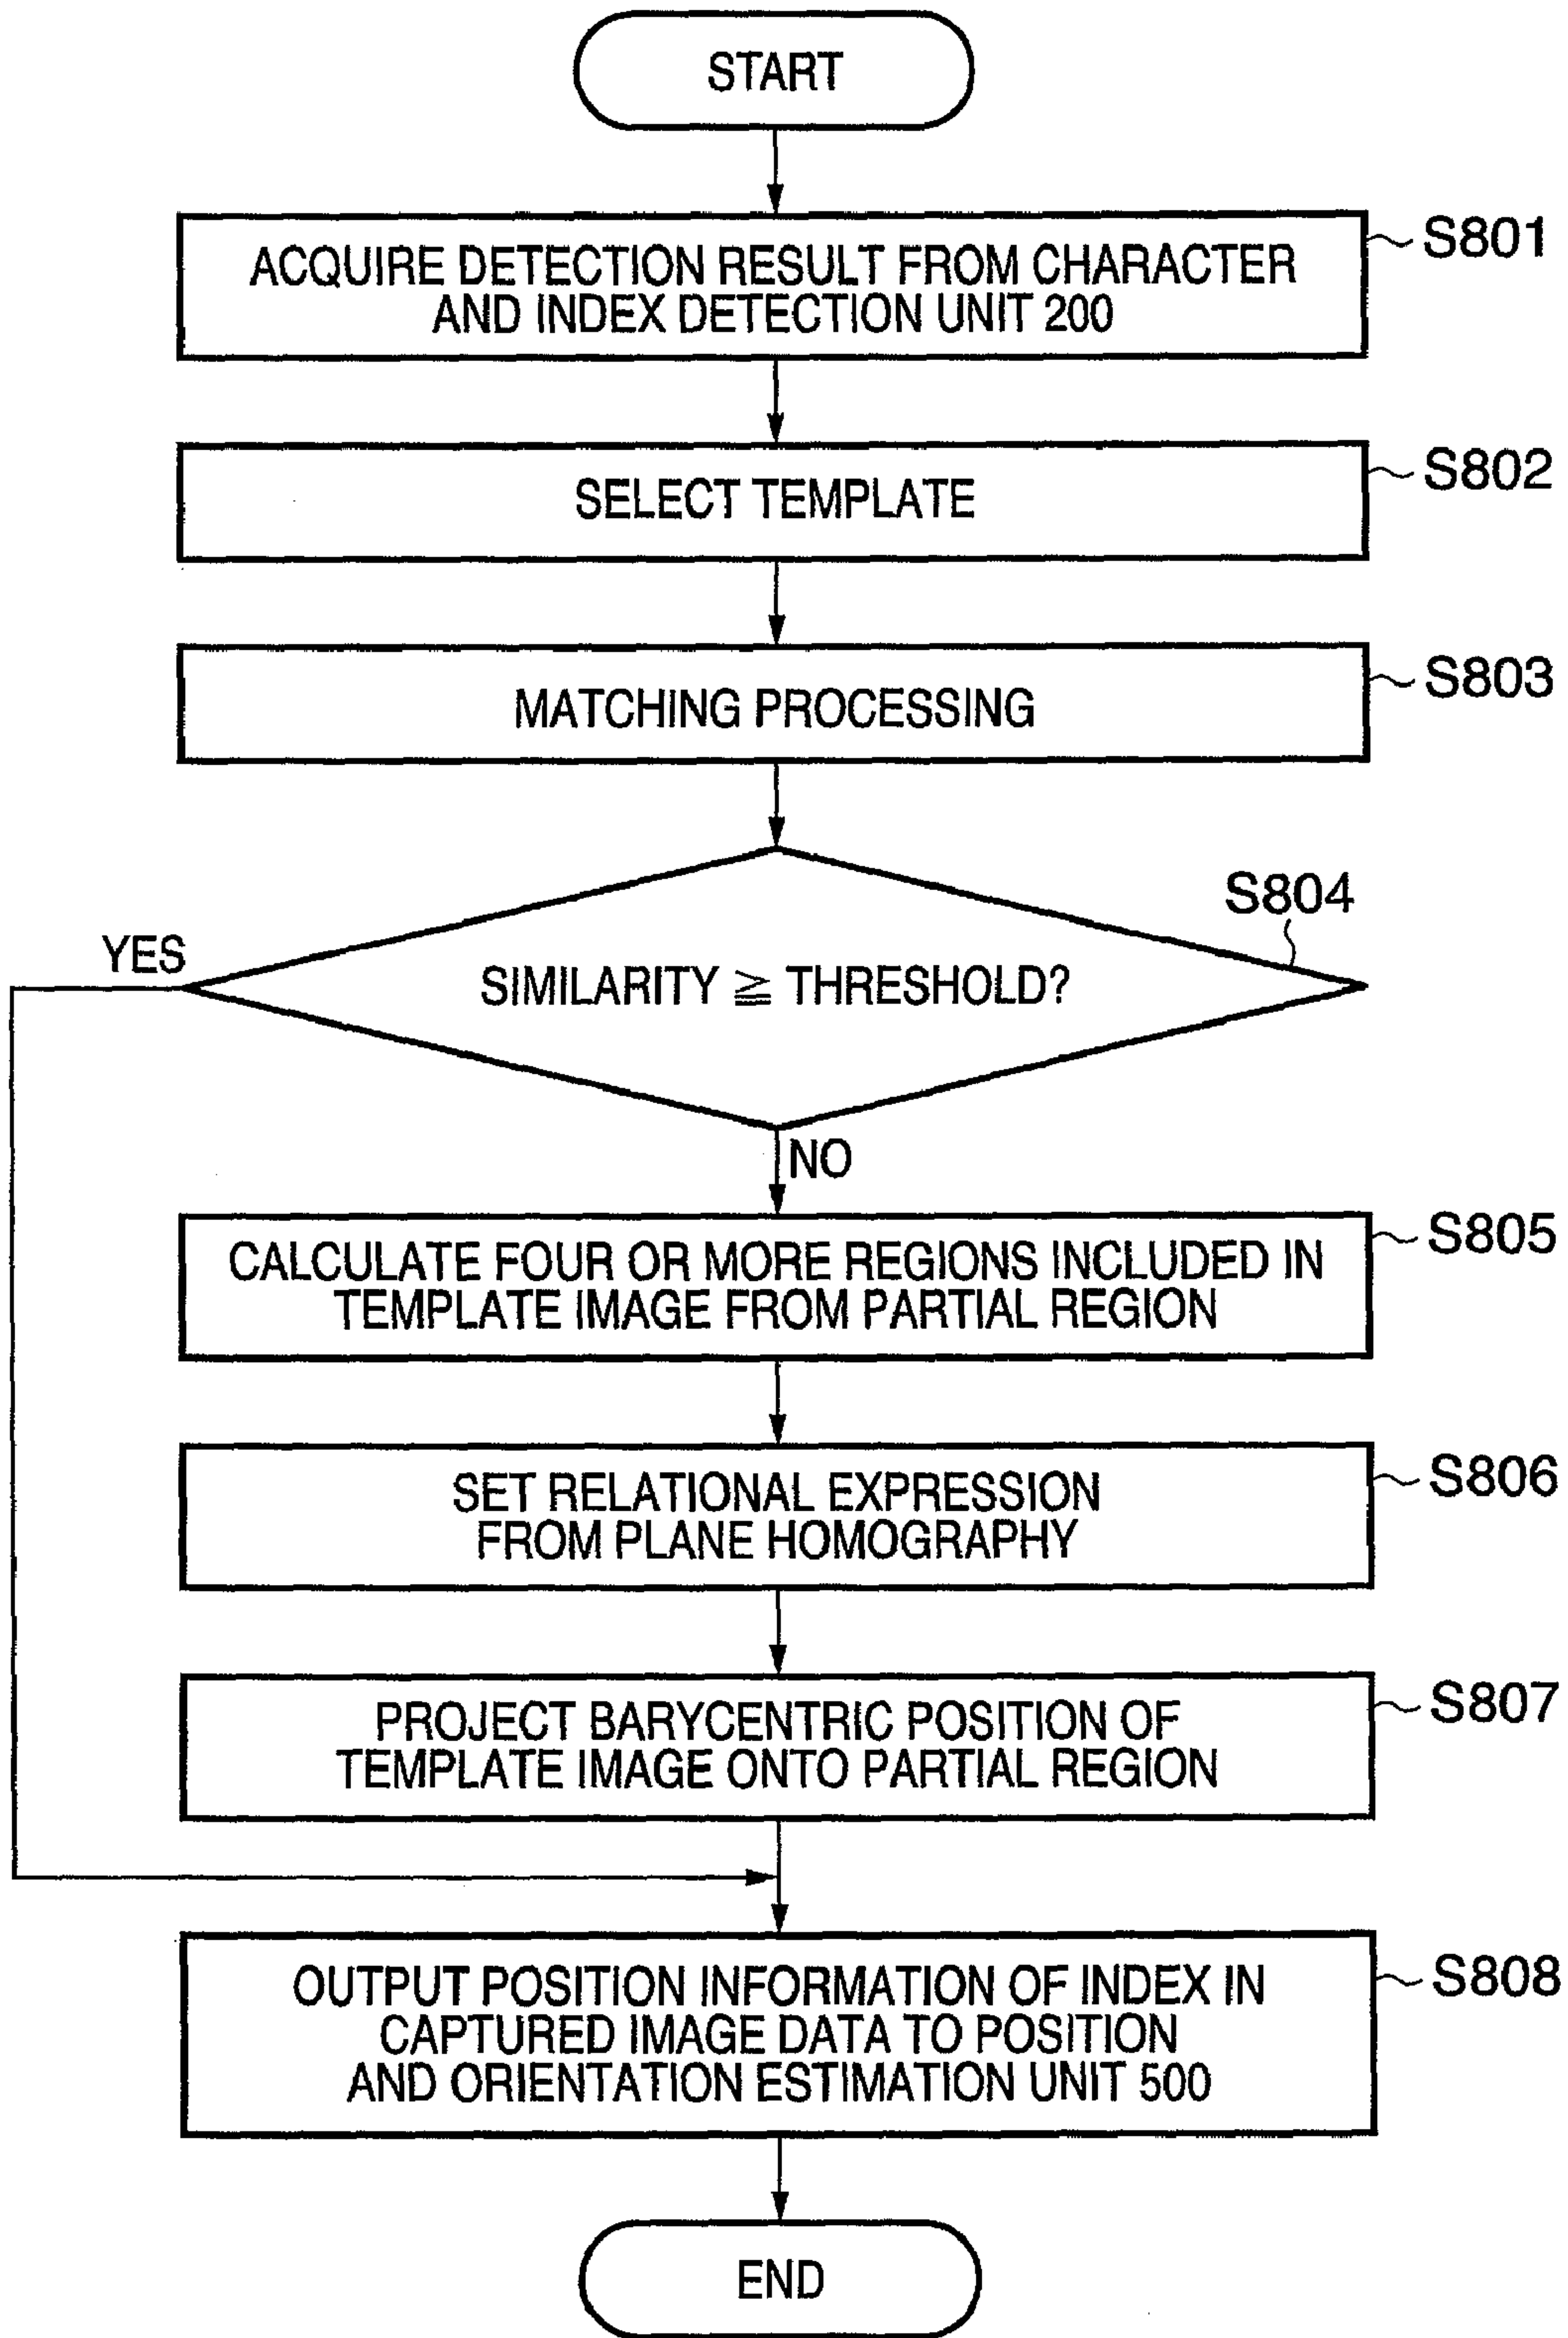 START
S801
ACQUIRE DETECTION RESULT FROM CHARACTER
AND INDEX DETECTION UNIT 200
S802
SELECT TEMPLATE
S803
MATCHING PROCESSING
S804
YES
SIMILARITY ≧ THRESHOLD?
NO
S805
CALCULATE FOUR OR MORE REGIONS INCLUDED IN
TEMPLATE IMAGE FROM PARTIAL REGION
S806
SET RELATIONAL EXPRESSION
FROM PLANE HOMOGRAPHY
S807
PROJECT BARYCENTRIC POSITION OF
TEMPLATE IMAGE ONTO PARTIAL REGION
S808
OUTPUT POSITION INFORMATION OF INDEX IN
CAPTURED IMAGE DATA TO POSITION
AND ORIENTATION ESTIMATION UNIT 500
END